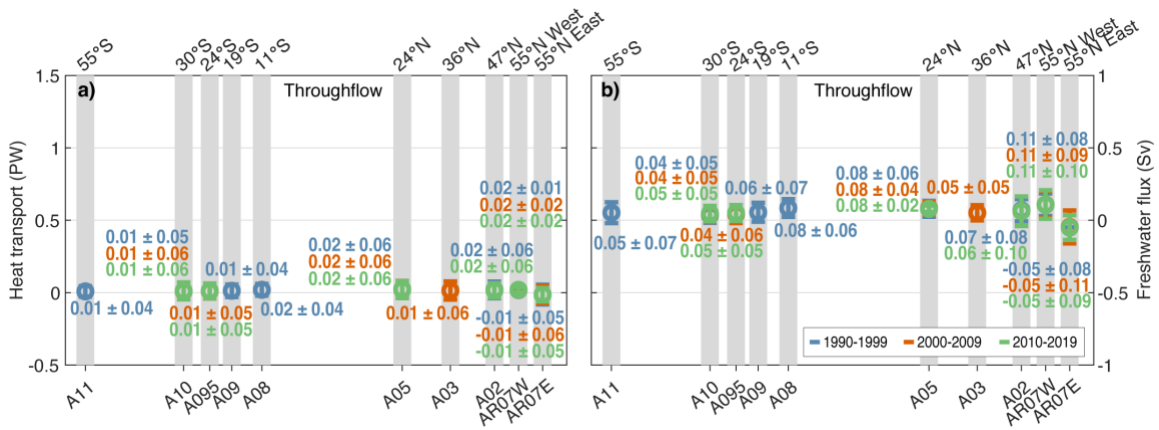 55°S 30°S 24°S 19°S 11°S 24°N 36°N 47°N 55°N West 55°N East
1.5
1
0.5
0
-0.5
Heat transport (PW)
a)
Throughflow
0.02 ± 0.01
0.02 ± 0.02
0.02 ± 0.02
0.01 ± 0.05
0.01 ± 0.06
0.01 ± 0.06
0.01 ± 0.04
0.02 ± 0.06
0.02 ± 0.06
0.02 ± 0.06
0.02 ± 0.06
0.02 ± 0.06
0.01 ± 0.04
0.01 ± 0.05
0.01 ± 0.05
0.02 ± 0.04
0.01 ± 0.06
-0.01 ± 0.05
-0.01 ± 0.06
-0.01 ± 0.05
A11 A10 A095 A09 A08 A05 A03 A02 AR07W AR07E
55°S 30°S 24°S 19°S 11°S 24°N 36°N 47°N 55°N West 55°N East
b)
Throughflow
0.11 ± 0.08
0.11 ± 0.09
0.11 ± 0.10
0.04 ± 0.05
0.04 ± 0.05
0.05 ± 0.05
0.06 ± 0.07
0.08 ± 0.06
0.08 ± 0.04
0.08 ± 0.02
0.05 ± 0.05
0.05 ± 0.07
0.04 ± 0.06
0.05 ± 0.05
0.08 ± 0.06
0.07 ± 0.08
0.06 ± 0.10
-0.05 ± 0.08
-0.05 ± 0.11
-0.05 ± 0.09
1990-1999 2000-2009 2010-2019
1
0.5
0
-0.5
-1
Freshwater flux (Sv)
A11 A10 A095 A09 A08 A05 A03 A02 AR07W AR07E